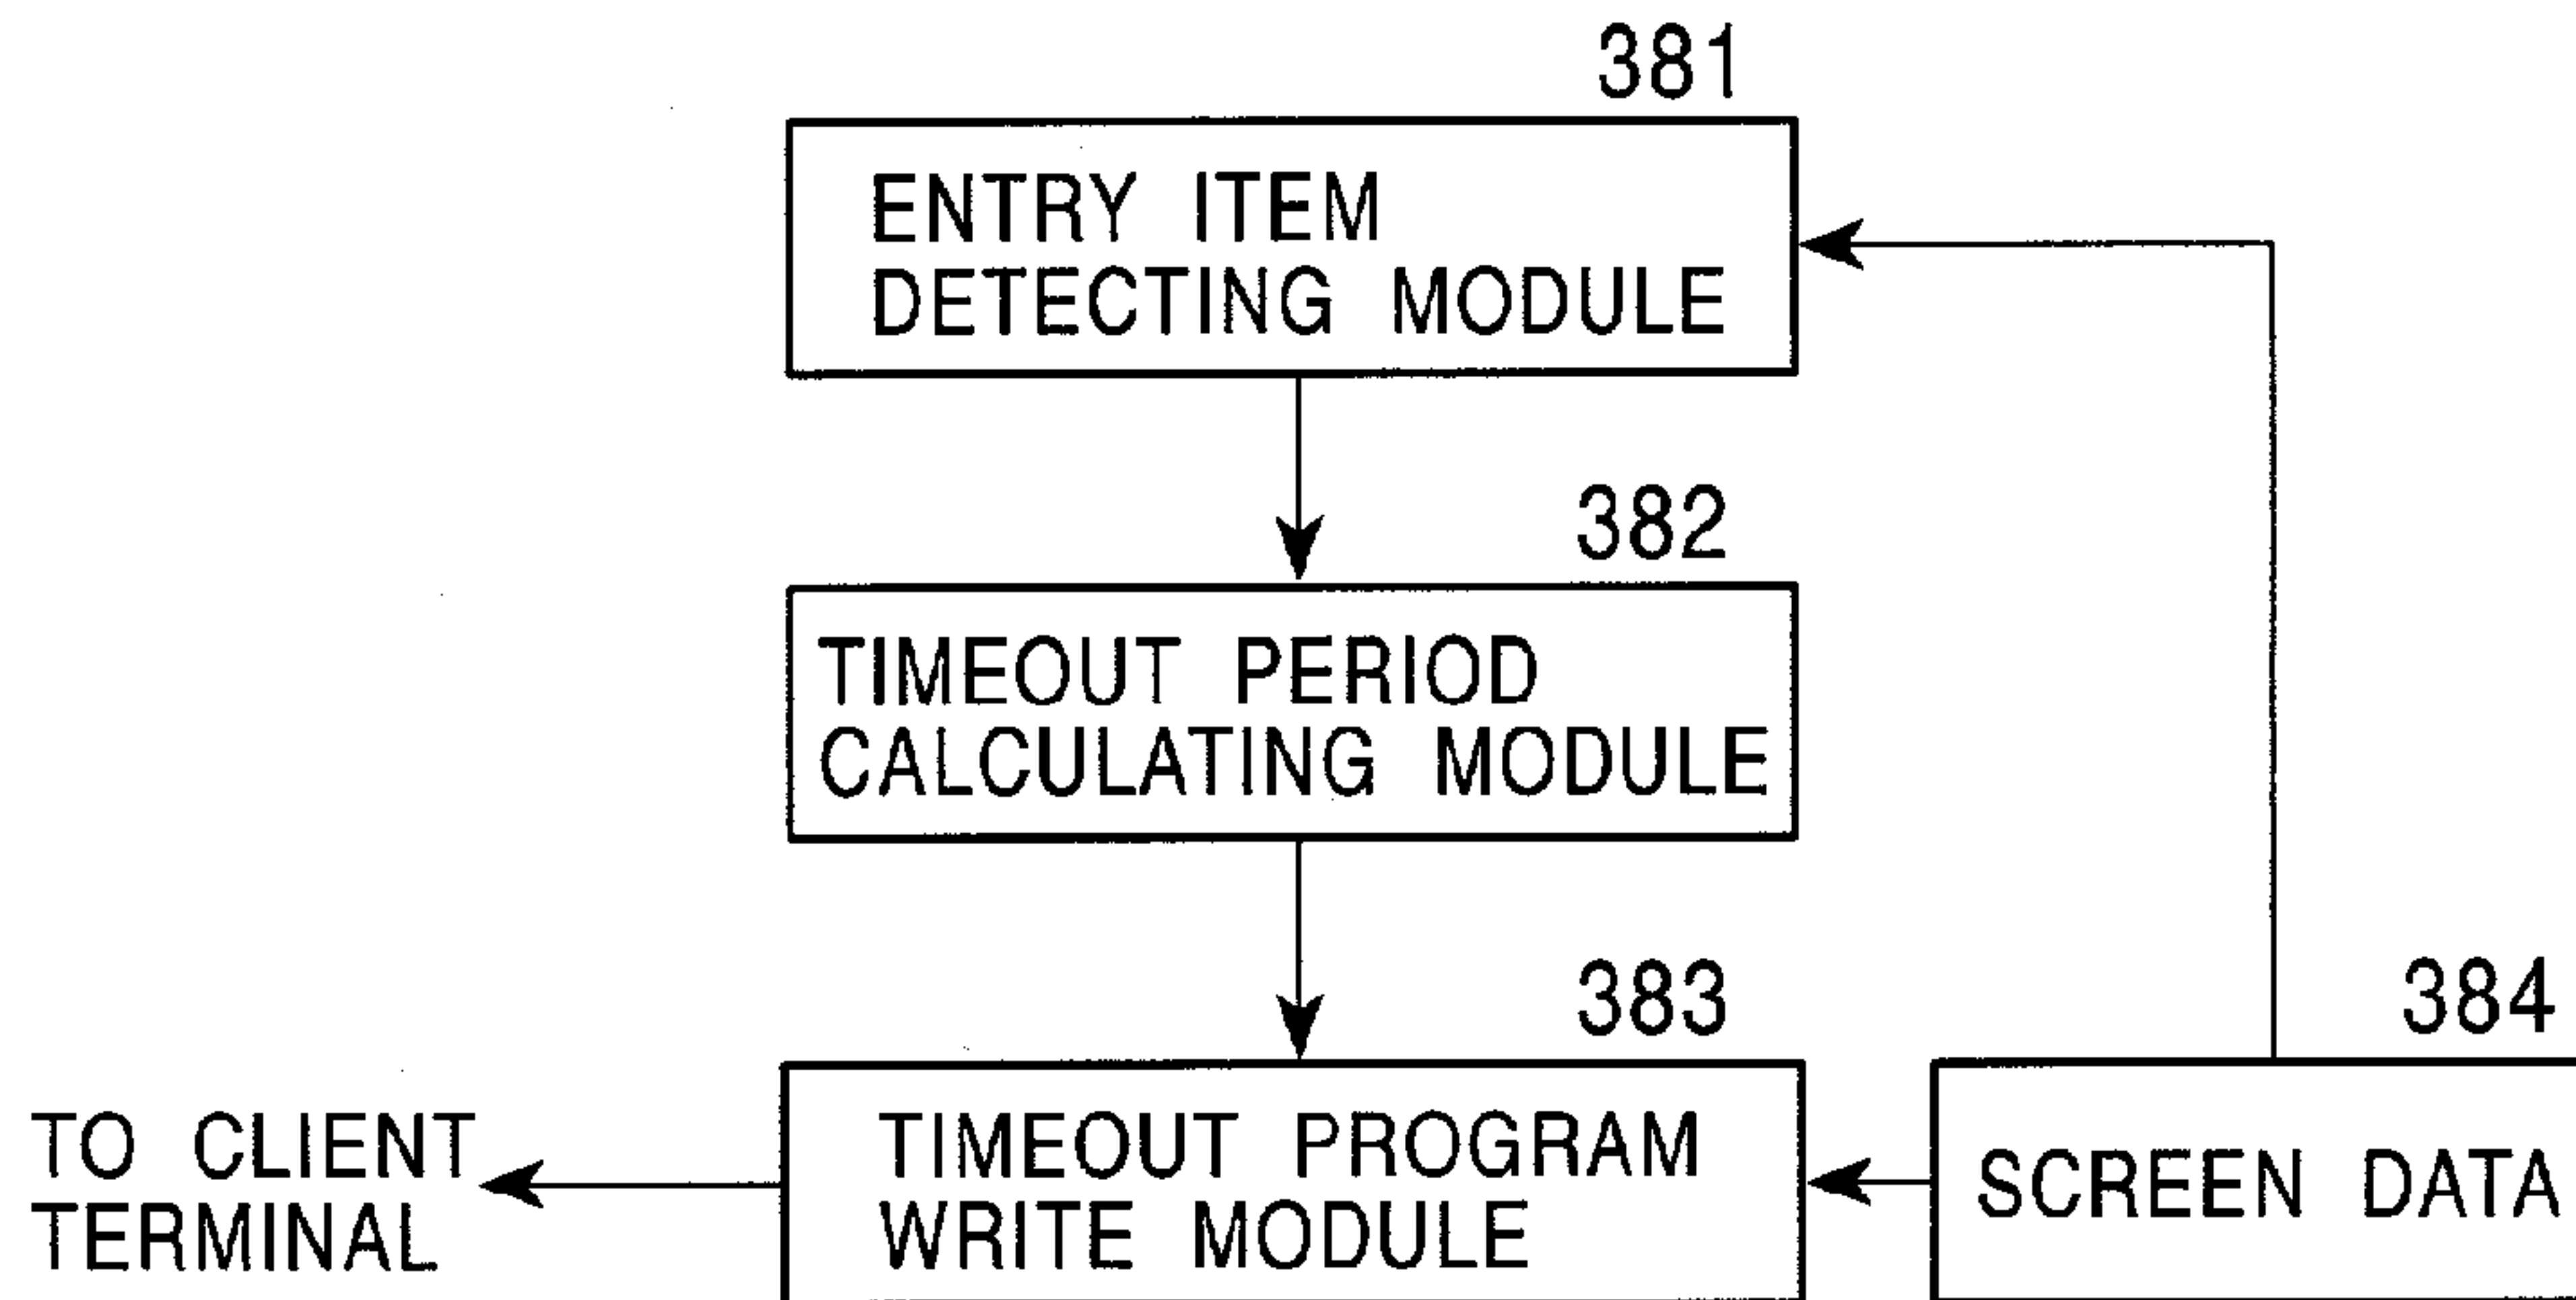 381
ENTRY ITEM
DETECTING MODULE
382
TIMEOUT PERIOD
CALCULATING MODULE
383
384
TO CLIENT
TERMINAL
TIMEOUT PROGRAM
WRITE MODULE
SCREEN DATA